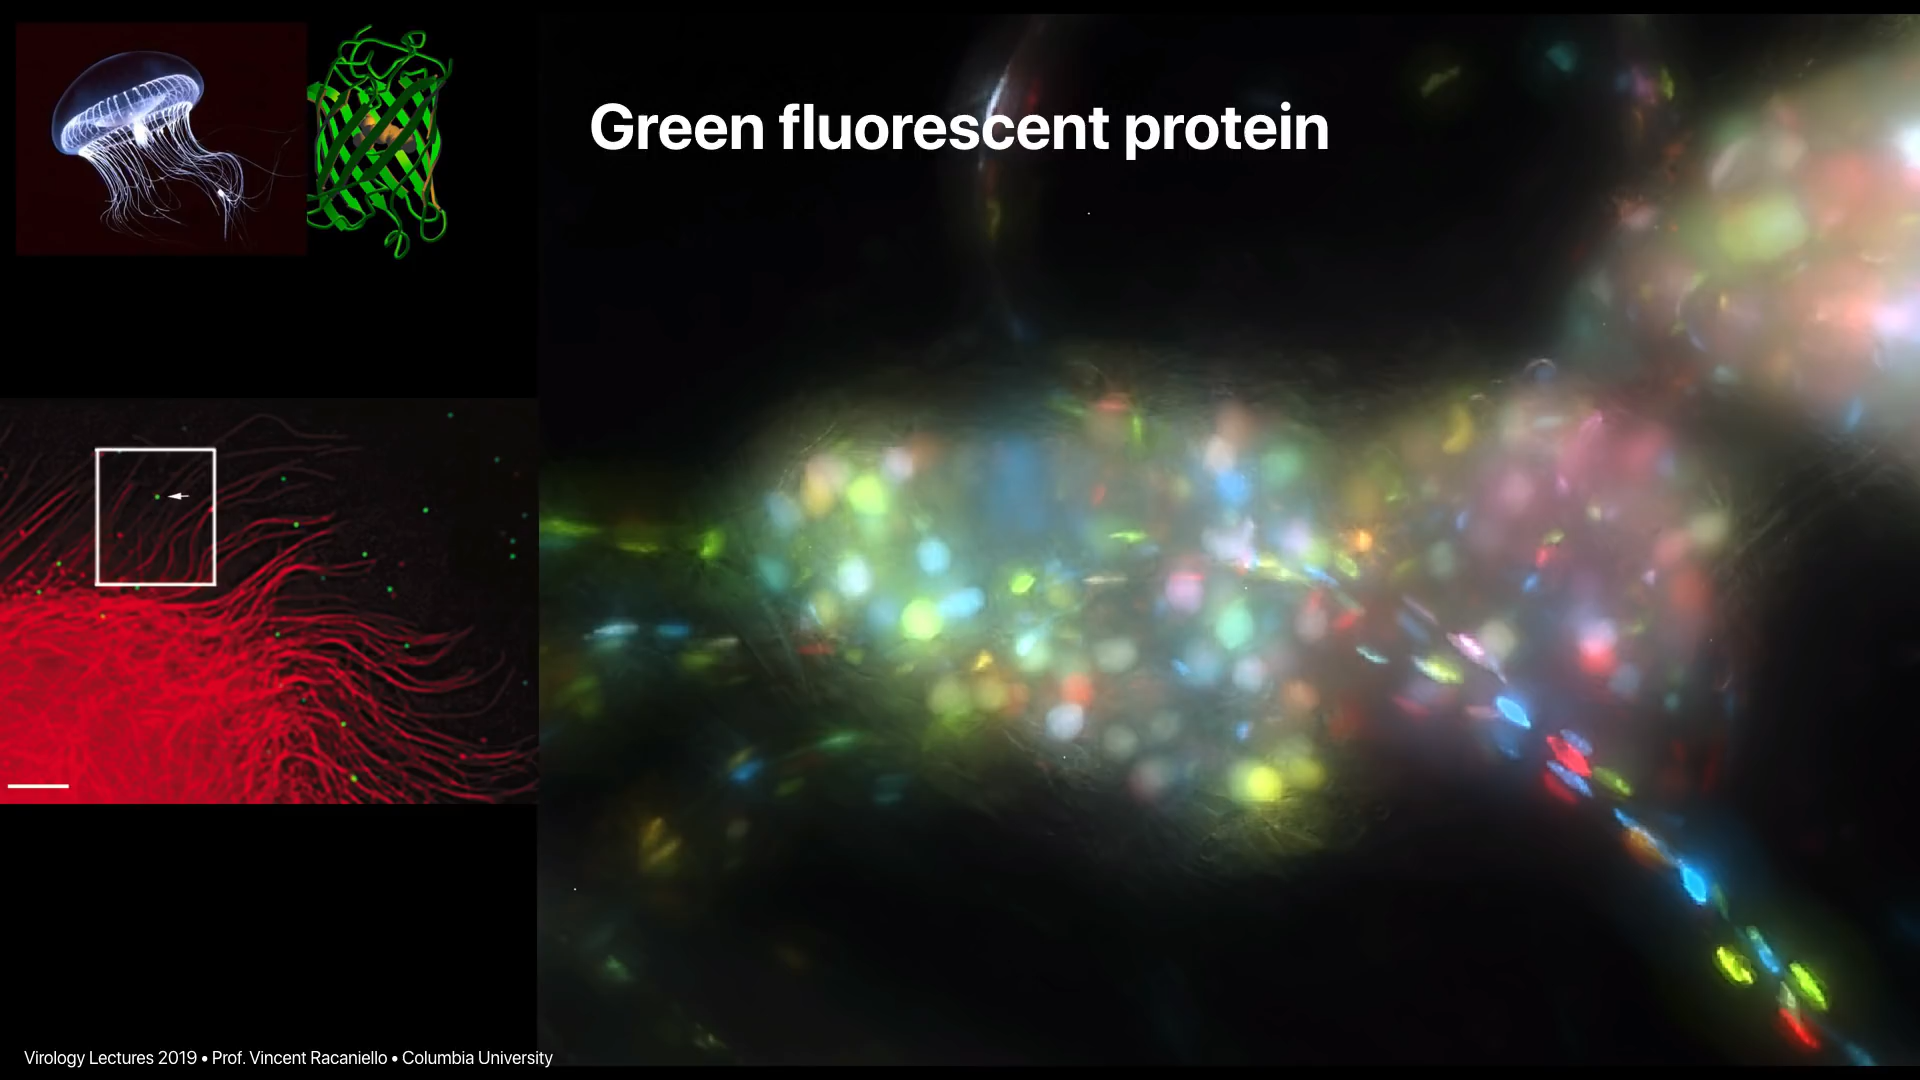 Green fluorescent protein
Virology Lectures 2019 • Prof. Vincent Racaniello • Columbia University